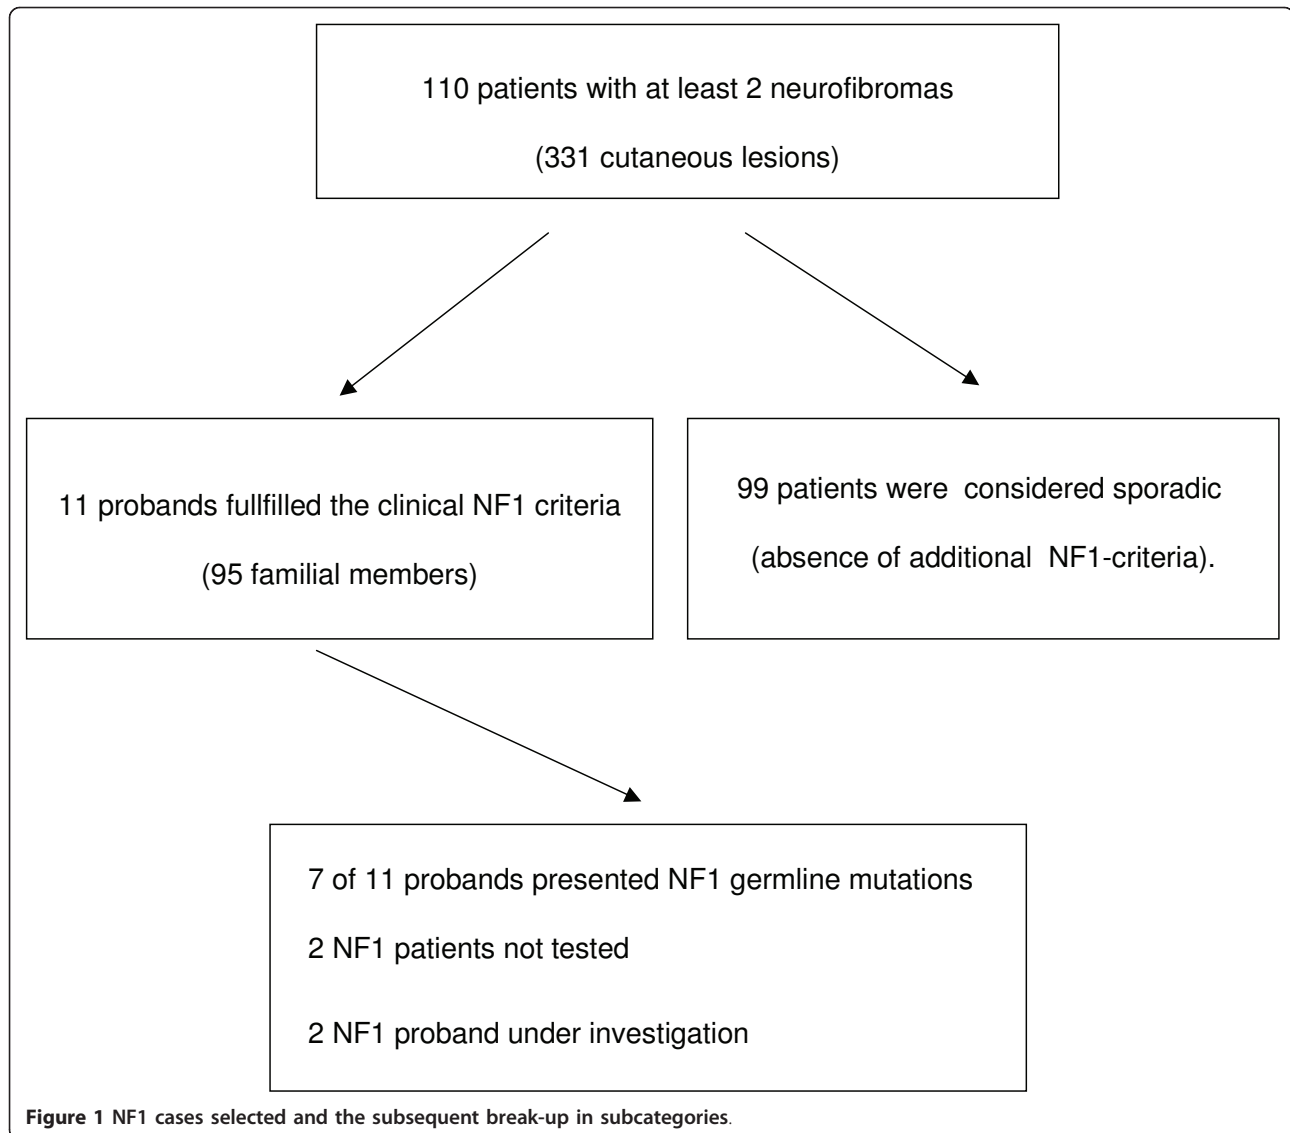 110 patients with at least 2 neurofibromas
(331 cutaneous lesions)
11 probands fullfilled the clinical NF1 criteria
(95 familial members)
99 patients were considered sporadic
(absence of additional NF1-criteria).
7 of 11 probands presented NF1 germline mutations
2 NF1 patients not tested
2 NF1 proband under investigation
Figure 1 NF1 cases selected and the subsequent break-up in subcategories.